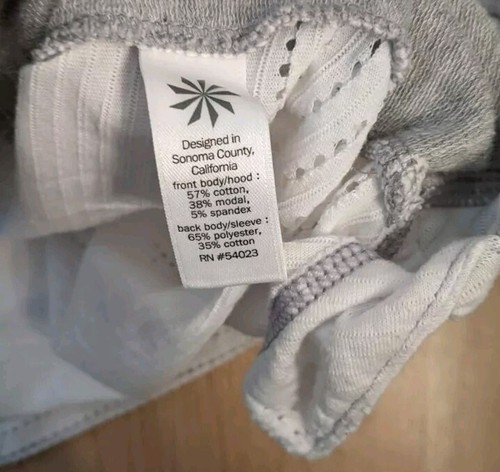 Designed in
Sonoma County,
California
front body/hood :
57% cotton,
38% modal,
5% spandex
back body/sleeve :
65% polyester,
35% cotton
RN #54023